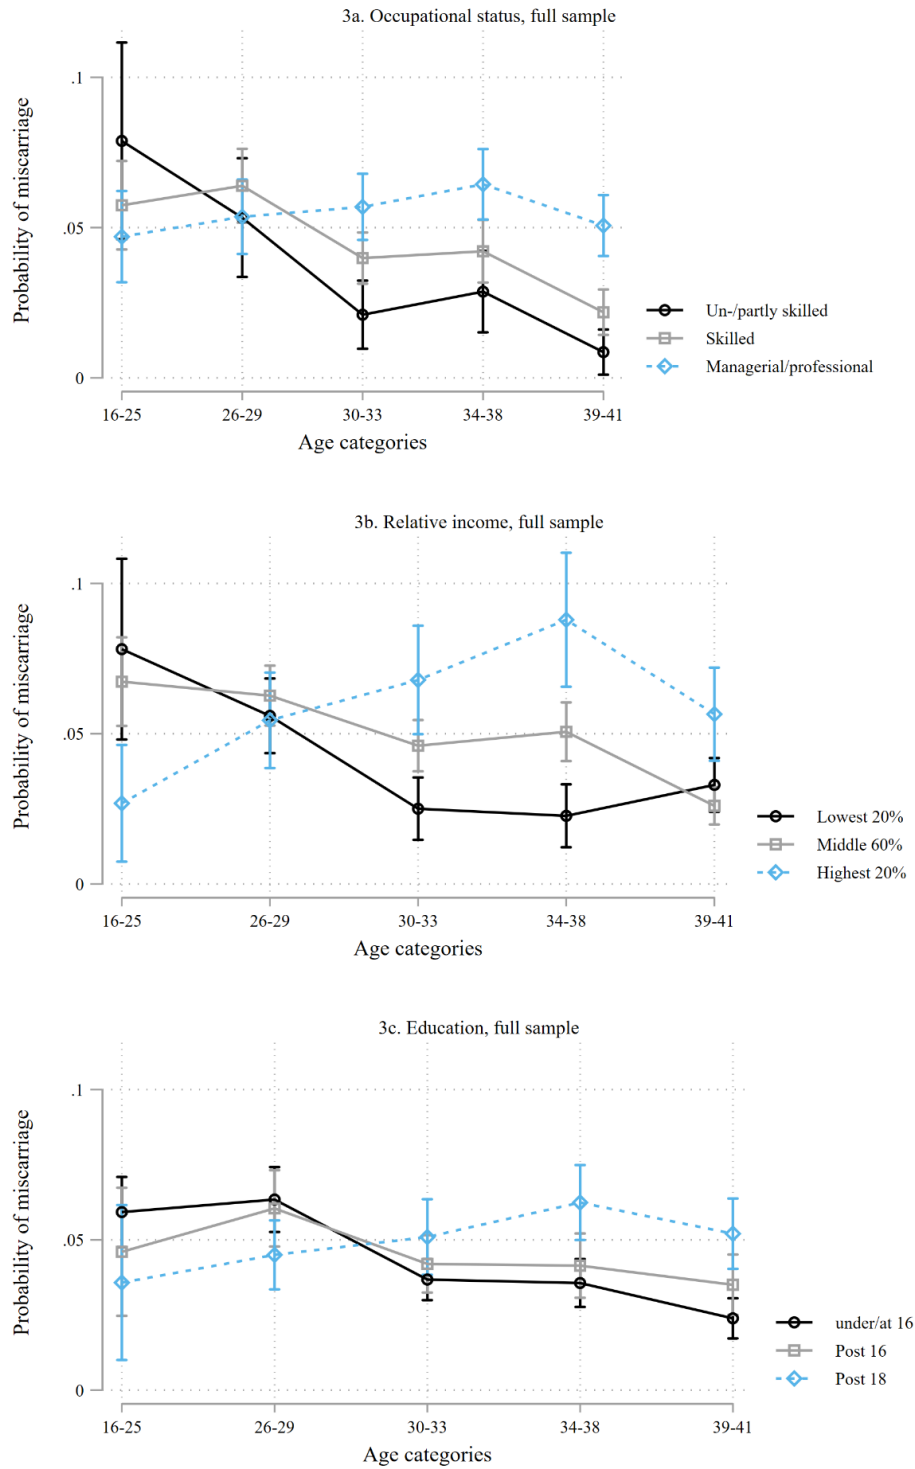 3a. Occupational status, full sample
Probability of miscarriage
.1
.05
0
16-25 26-29 30-33 34-38 39-41
Age categories
Un-/partly skilled
Skilled
Managerial/professional
3b. Relative income, full sample
Probability of miscarriage
.1
.05
0
16-25 26-29 30-33 34-38 39-41
Age categories
Lowest 20%
Middle 60%
Highest 20%
3c. Education, full sample
Probability of miscarriage
.1
.05
0
16-25 26-29 30-33 34-38 39-41
Age categories
under/at 16
Post 16
Post 18